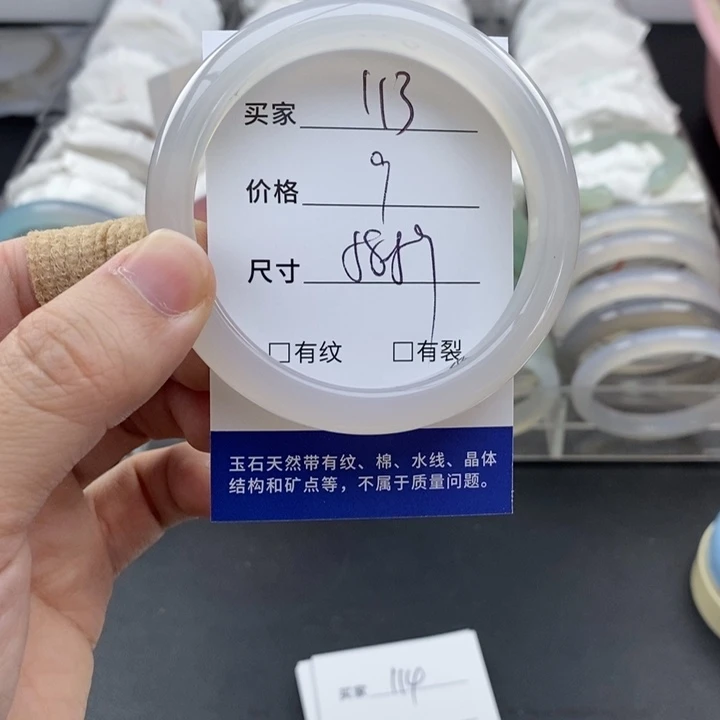 买家 113
价格 9
尺寸 5859
□有纹 □有裂
玉石天然带有纹、棉、水线、晶体
结构和矿点等，不属于质量问题。
买家 114